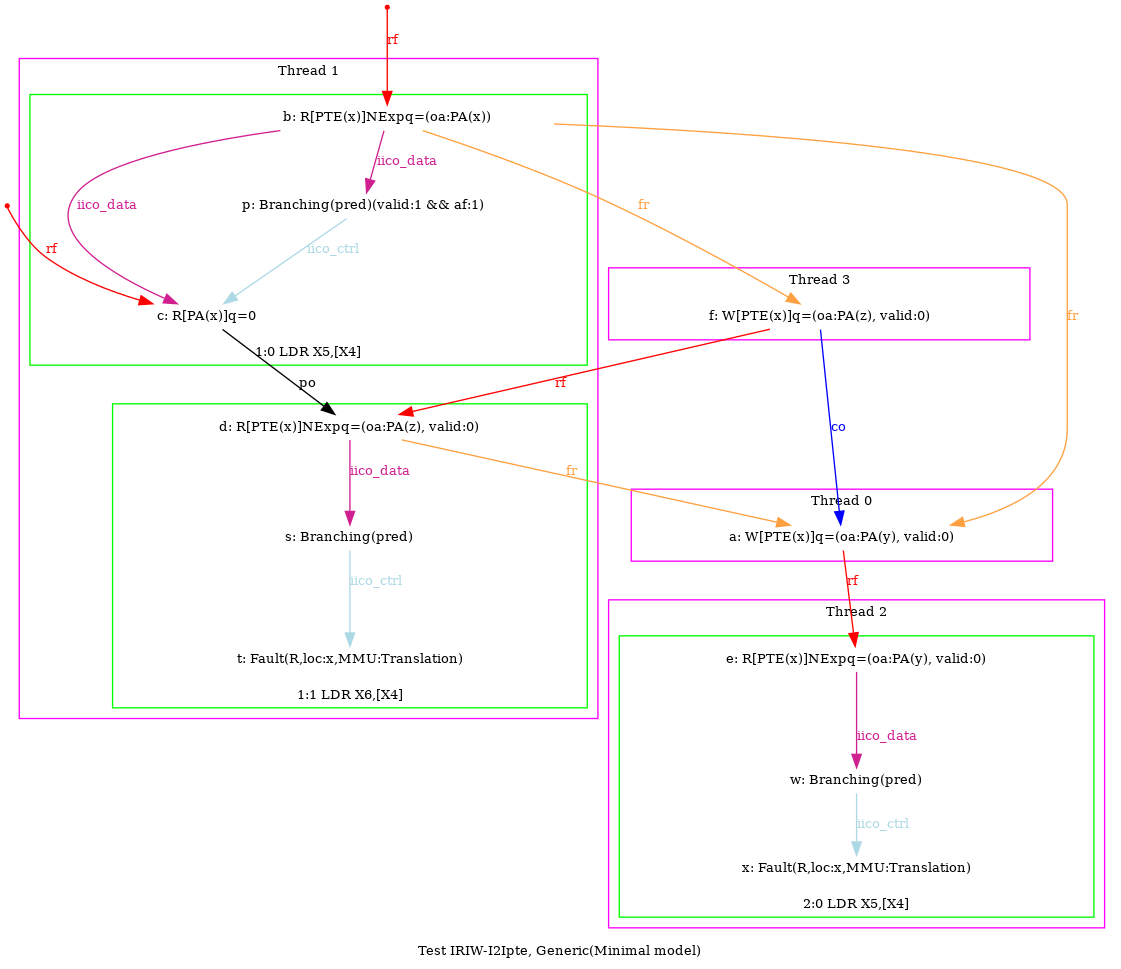 rf
Thread 1
b: R[PTE(x)]NExpq=(oa:PA(x))
iico_data
iico_data
p: Branching(pred)(valid:1 && af:1)
fr
rf
iico_ctrl
Thread 3
c: R[PA(x)]q=0
f: W[PTE(x)]q=(oa:PA(z), valid:0)
fr
1:0 LDR X5,[X4]
po
rf
d: R[PTE(x)]NExpq=(oa:PA(z), valid:0)
co
iico_data
fr
Thread 0
s: Branching(pred)
a: W[PTE(x)]q=(oa:PA(y), valid:0)
iico_ctrl
rf
Thread 2
t: Fault(R,loc:x,MMU:Translation)
e: R[PTE(x)]NExpq=(oa:PA(y), valid:0)
1:1 LDR X6,[X4]
iico_data
w: Branching(pred)
iico_ctrl
x: Fault(R,loc:x,MMU:Translation)
2:0 LDR X5,[X4]
Test IRIW-I2Ipte, Generic(Minimal model)